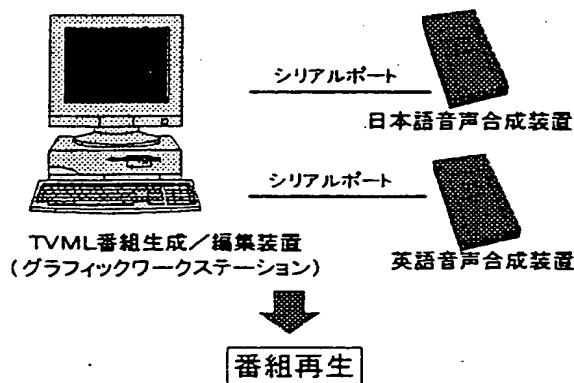 シリアルポート
日本語音声合成装置
シリアルポート
英語音声合成装置
TVML番組生成／編集装置
(グラフィックワークステーション)
番組再生